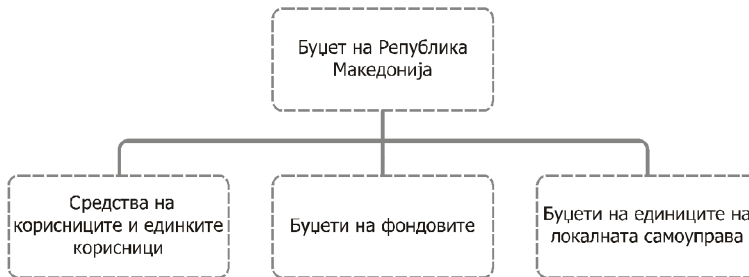 Буџет на Република
Македонија
Средства на
корисниците и единките
корисници
Буџети на фондовите
Буџети на единиците на
локалната самоуправа